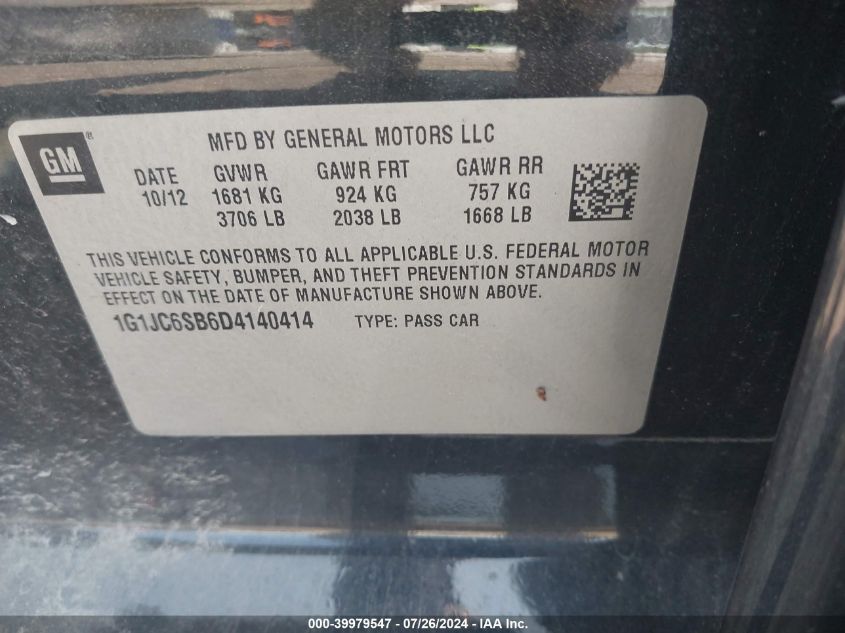 GM®
MFD BY GENERAL MOTORS LLC
DATE GVWR GAWR FRT GAWR RR
10/12 1681 KG 924 KG 757 KG
3706 LB 2038 LB 1668 LB
THIS VEHICLE CONFORMS TO ALL APPLICABLE U.S. FEDERAL MOTOR
VEHICLE SAFETY, BUMPER, AND THEFT PREVENTION STANDARDS IN
EFFECT ON THE DATE OF MANUFACTURE SHOWN ABOVE.
1G1JC6SB6D4140414 TYPE: PASS CAR
000-39979547 - 07/26/2024 - IAA Inc.